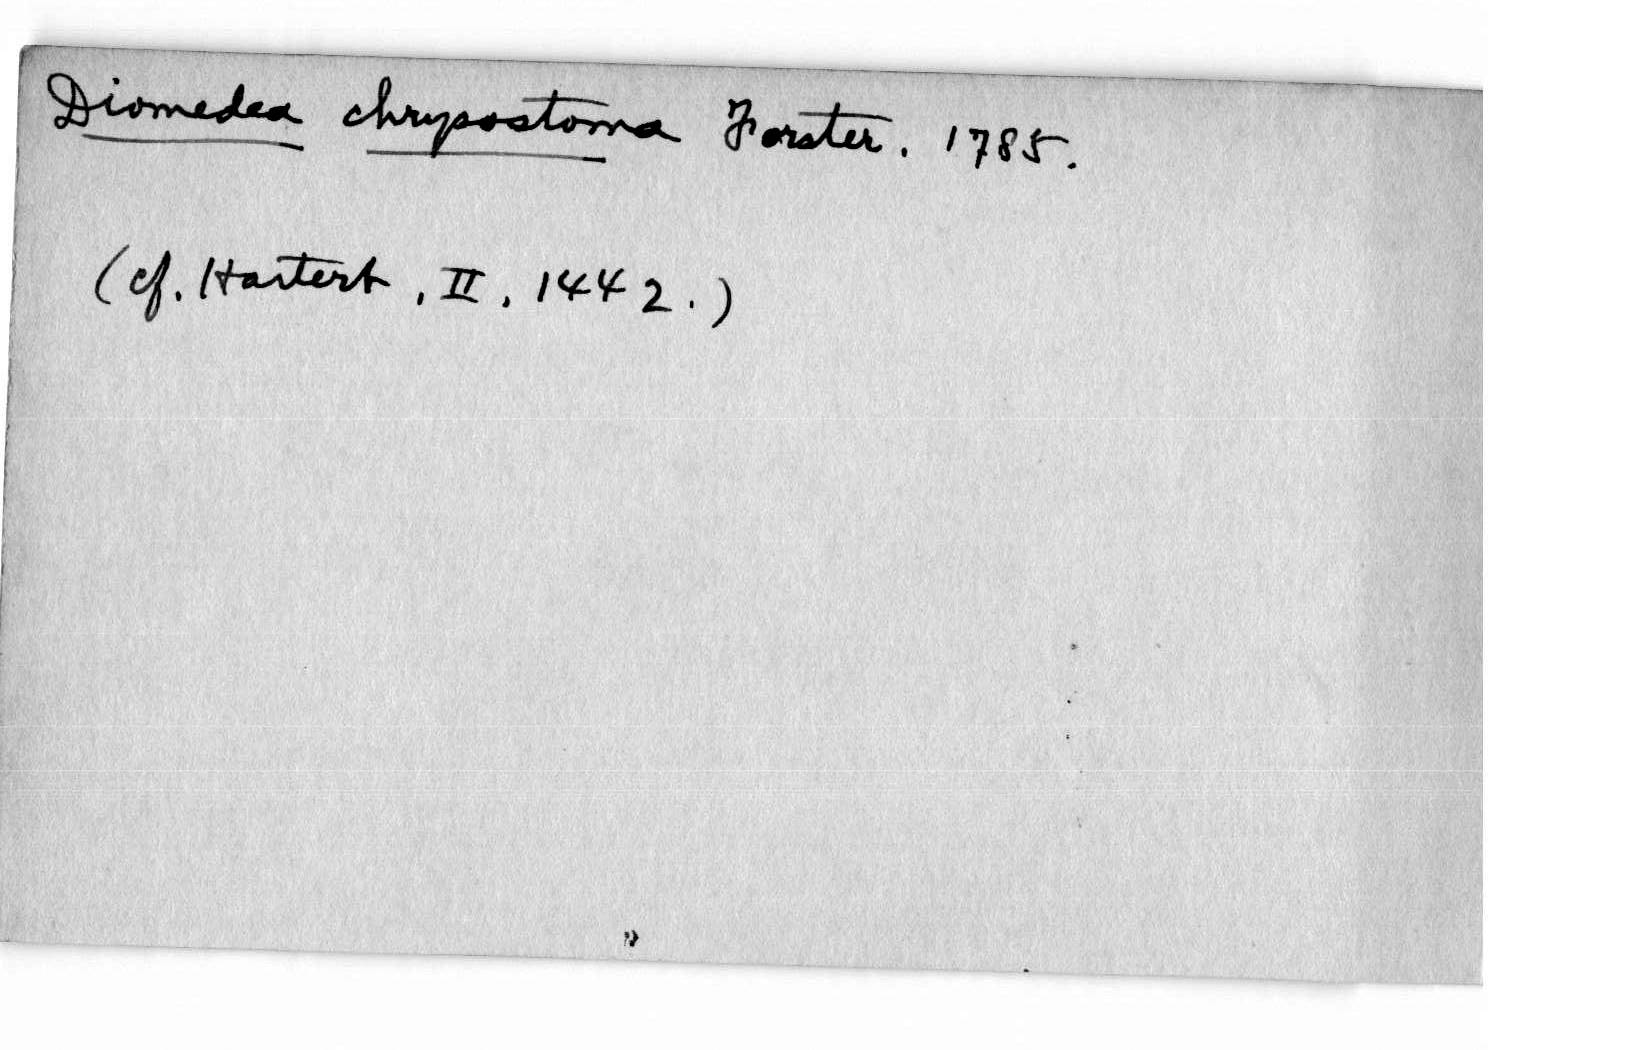 Diomedea chrysostoma Forster. 1785.
(cf. Hartert, II, 1442.)